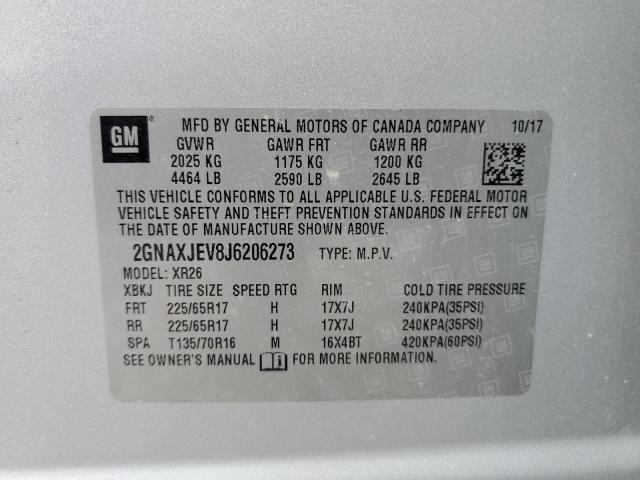 GM ® MFD BY GENERAL MOTORS OF CANADA COMPANY 10/17
GVWR GAWR FRT GAWR RR
2025 KG 1175 KG 1200 KG
4464 LB 2590 LB 2645 LB
THIS VEHICLE CONFORMS TO ALL APPLICABLE U.S. FEDERAL MOTOR
VEHICLE SAFETY AND THEFT PREVENTION STANDARDS IN EFFECT ON
THE DATE OF MANUFACTURE SHOWN ABOVE.
2GNAXJEV8J6206273 TYPE: M.P.V.
MODEL: XR26
XBKJ TIRE SIZE SPEED RTG RIM COLD TIRE PRESSURE
FRT 225/65R17 H 17X7J 240KPA(35PSI)
RR 225/65R17 H 17X7J 240KPA(35PSI)
SPA T135/70R16 M 16X4BT 420KPA(60PSI)
SEE OWNER'S MANUAL i FOR MORE INFORMATION.